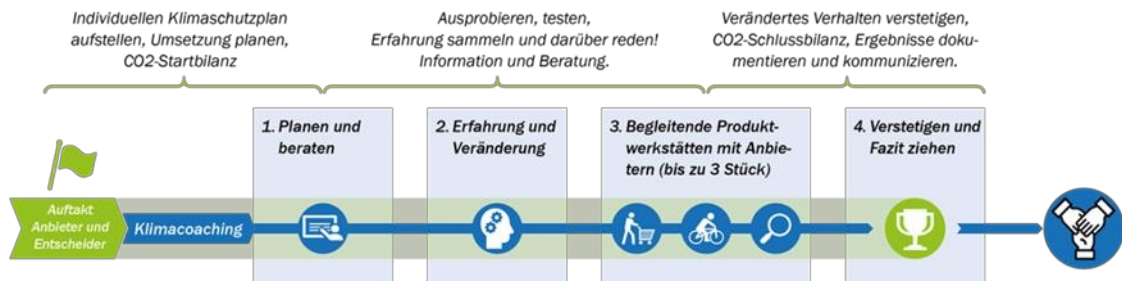 Individuellen Klimaschutzplan
aufstellen, Umsetzung planen,
CO2-Startbilanz
Ausprobieren, testen,
Erfahrung sammeln und darüber reden!
Information und Beratung.
Verändertes Verhalten verstetigen,
CO2-Schlussbilanz, Ergebnisse doku-
mentieren und kommunizieren.
1. Planen und
beraten
2. Erfahrung und
Veränderung
3. Begleitende Produkt-
werkstätten mit Anbie-
tern (bis zu 3 Stück)
4. Verstetigen und
Fazit ziehen
Auftakt
Anbieter und
Entscheider
Klimacoaching